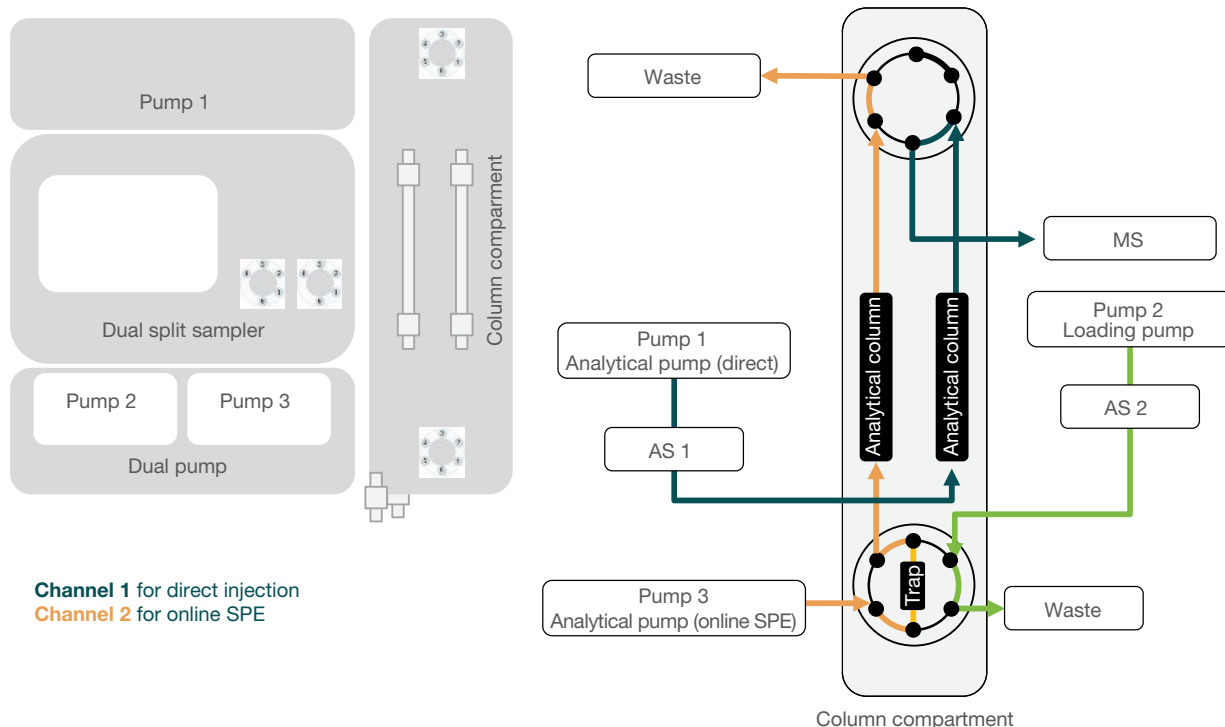 Pump 1
Dual split sampler
Pump 2
Pump 3
Dual pump
Column comparment
Channel 1 for direct injection
Channel 2 for online SPE
Waste
MS
Pump 1
Analytical pump (direct)
AS 1
Analytical column
Analytical column
Pump 2
Loading pump
AS 2
Pump 3
Analytical pump (online SPE)
Trap
Waste
Column compartment